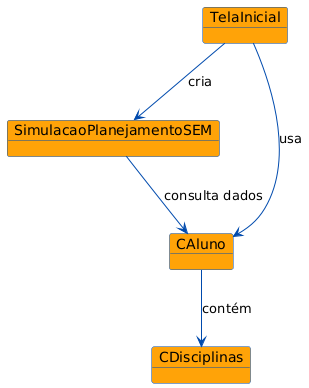 TelaInicial
cria
SimulacaoPlanejamentoSEM
usa
consulta dados
CAluno
contém
CDisciplinas